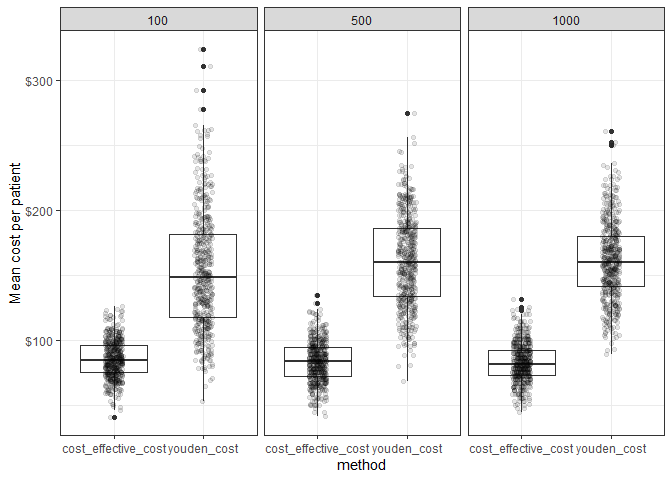 100 500 1000
Mean cost per patient
$300
$200
$100
cost_effective_cost youden_cost cost_effective_cost youden_cost cost_effective_cost youden_cost
method